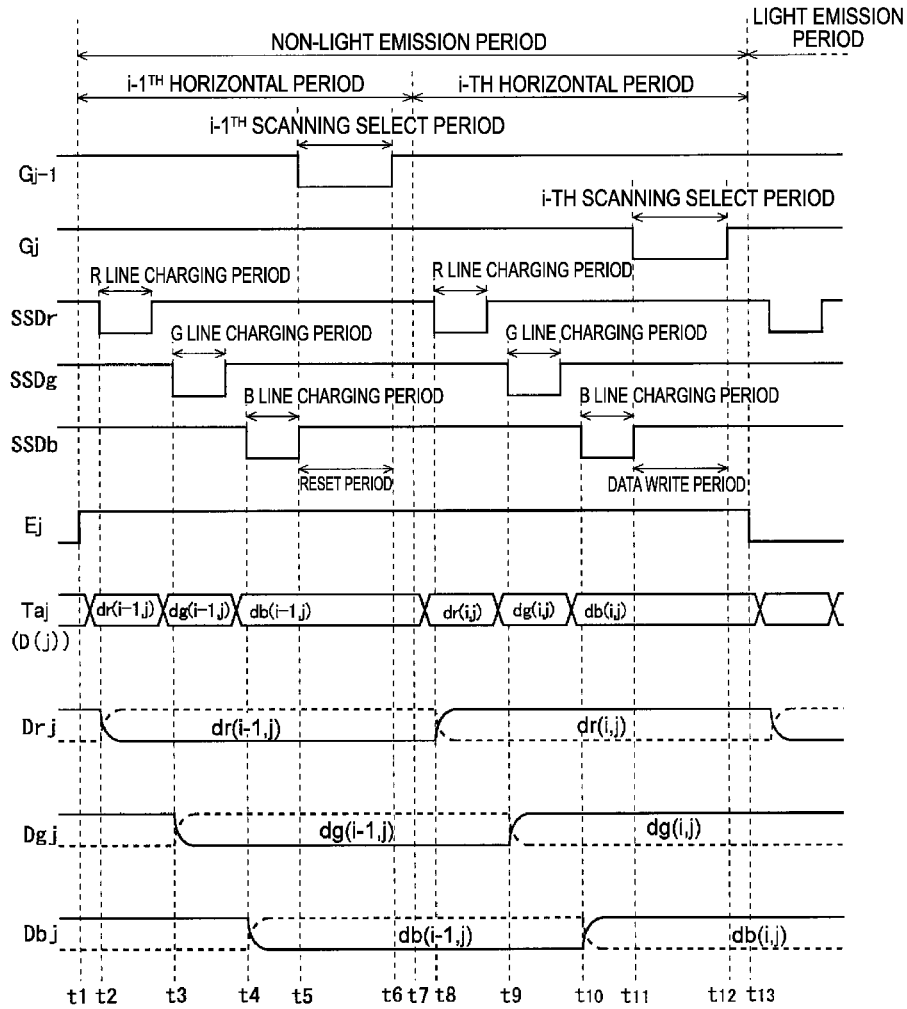 LIGHT EMISSION
PERIOD
NON-LIGHT EMISSION PERIOD
i-1TH HORIZONTAL PERIOD
i-TH HORIZONTAL PERIOD
i-1TH SCANNING SELECT PERIOD
Gj-1
i-TH SCANNING SELECT PERIOD
Gj
R LINE CHARGING PERIOD
R LINE CHARGING PERIOD
SSDr
G LINE CHARGING PERIOD
G LINE CHARGING PERIOD
SSDg
B LINE CHARGING PERIOD
B LINE CHARGING PERIOD
SSDb
RESET PERIOD
DATA WRITE PERIOD
Ej
Taj
dr(i-1,j)
dg(i-1,j)
db(i-1,j)
dr(i,j)
dg(i,j)
db(i,j)
(D(j))
Drj
dr(i-1,j)
dr(i,j)
Dgj
dg(i-1,j)
dg(i,j)
Dbj
db(i-1,j)
db(i,j)
t1 t2 t3 t4 t5 t6 t7 t8 t9 t10 t11 t12 t13